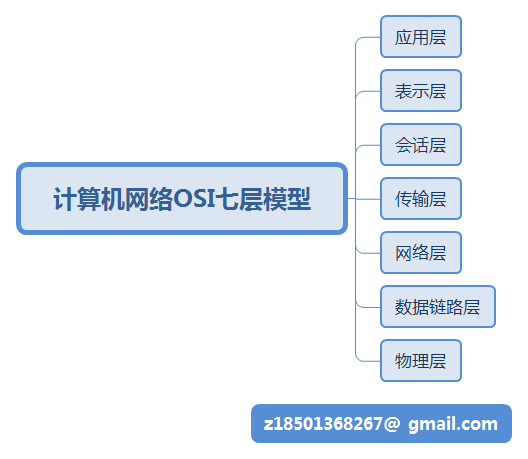 计算机网络OSI七层模型
应用层
表示层
会话层
传输层
网络层
数据链路层
物理层
z18501368267@ gmail.com